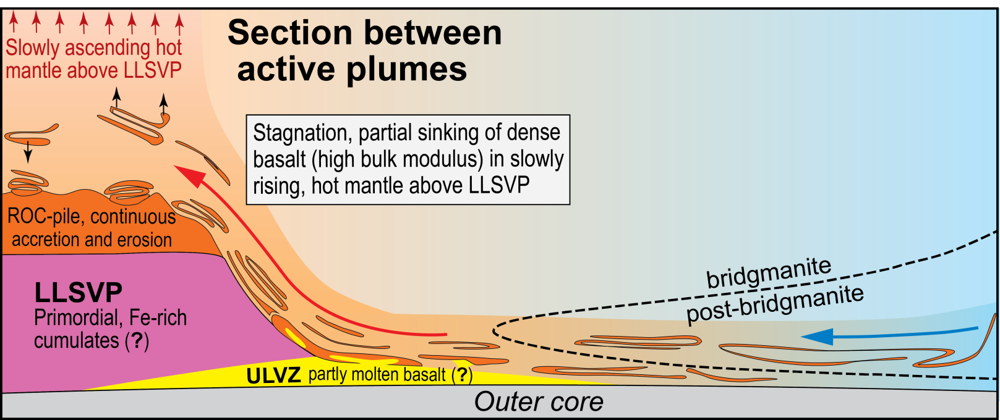 Section between
active plumes
Slowly ascending hot
mantle above LLSVP
Stagnation, partial sinking of dense
basalt (high bulk modulus) in slowly
rising, hot mantle above LLSVP
ROC-pile, continuous
accretion and erosion
LLSVP
Primordial, Fe-rich
cumulates (?)
bridgmanite
post-bridgmanite
ULVZ partly molten basalt (?)
Outer core